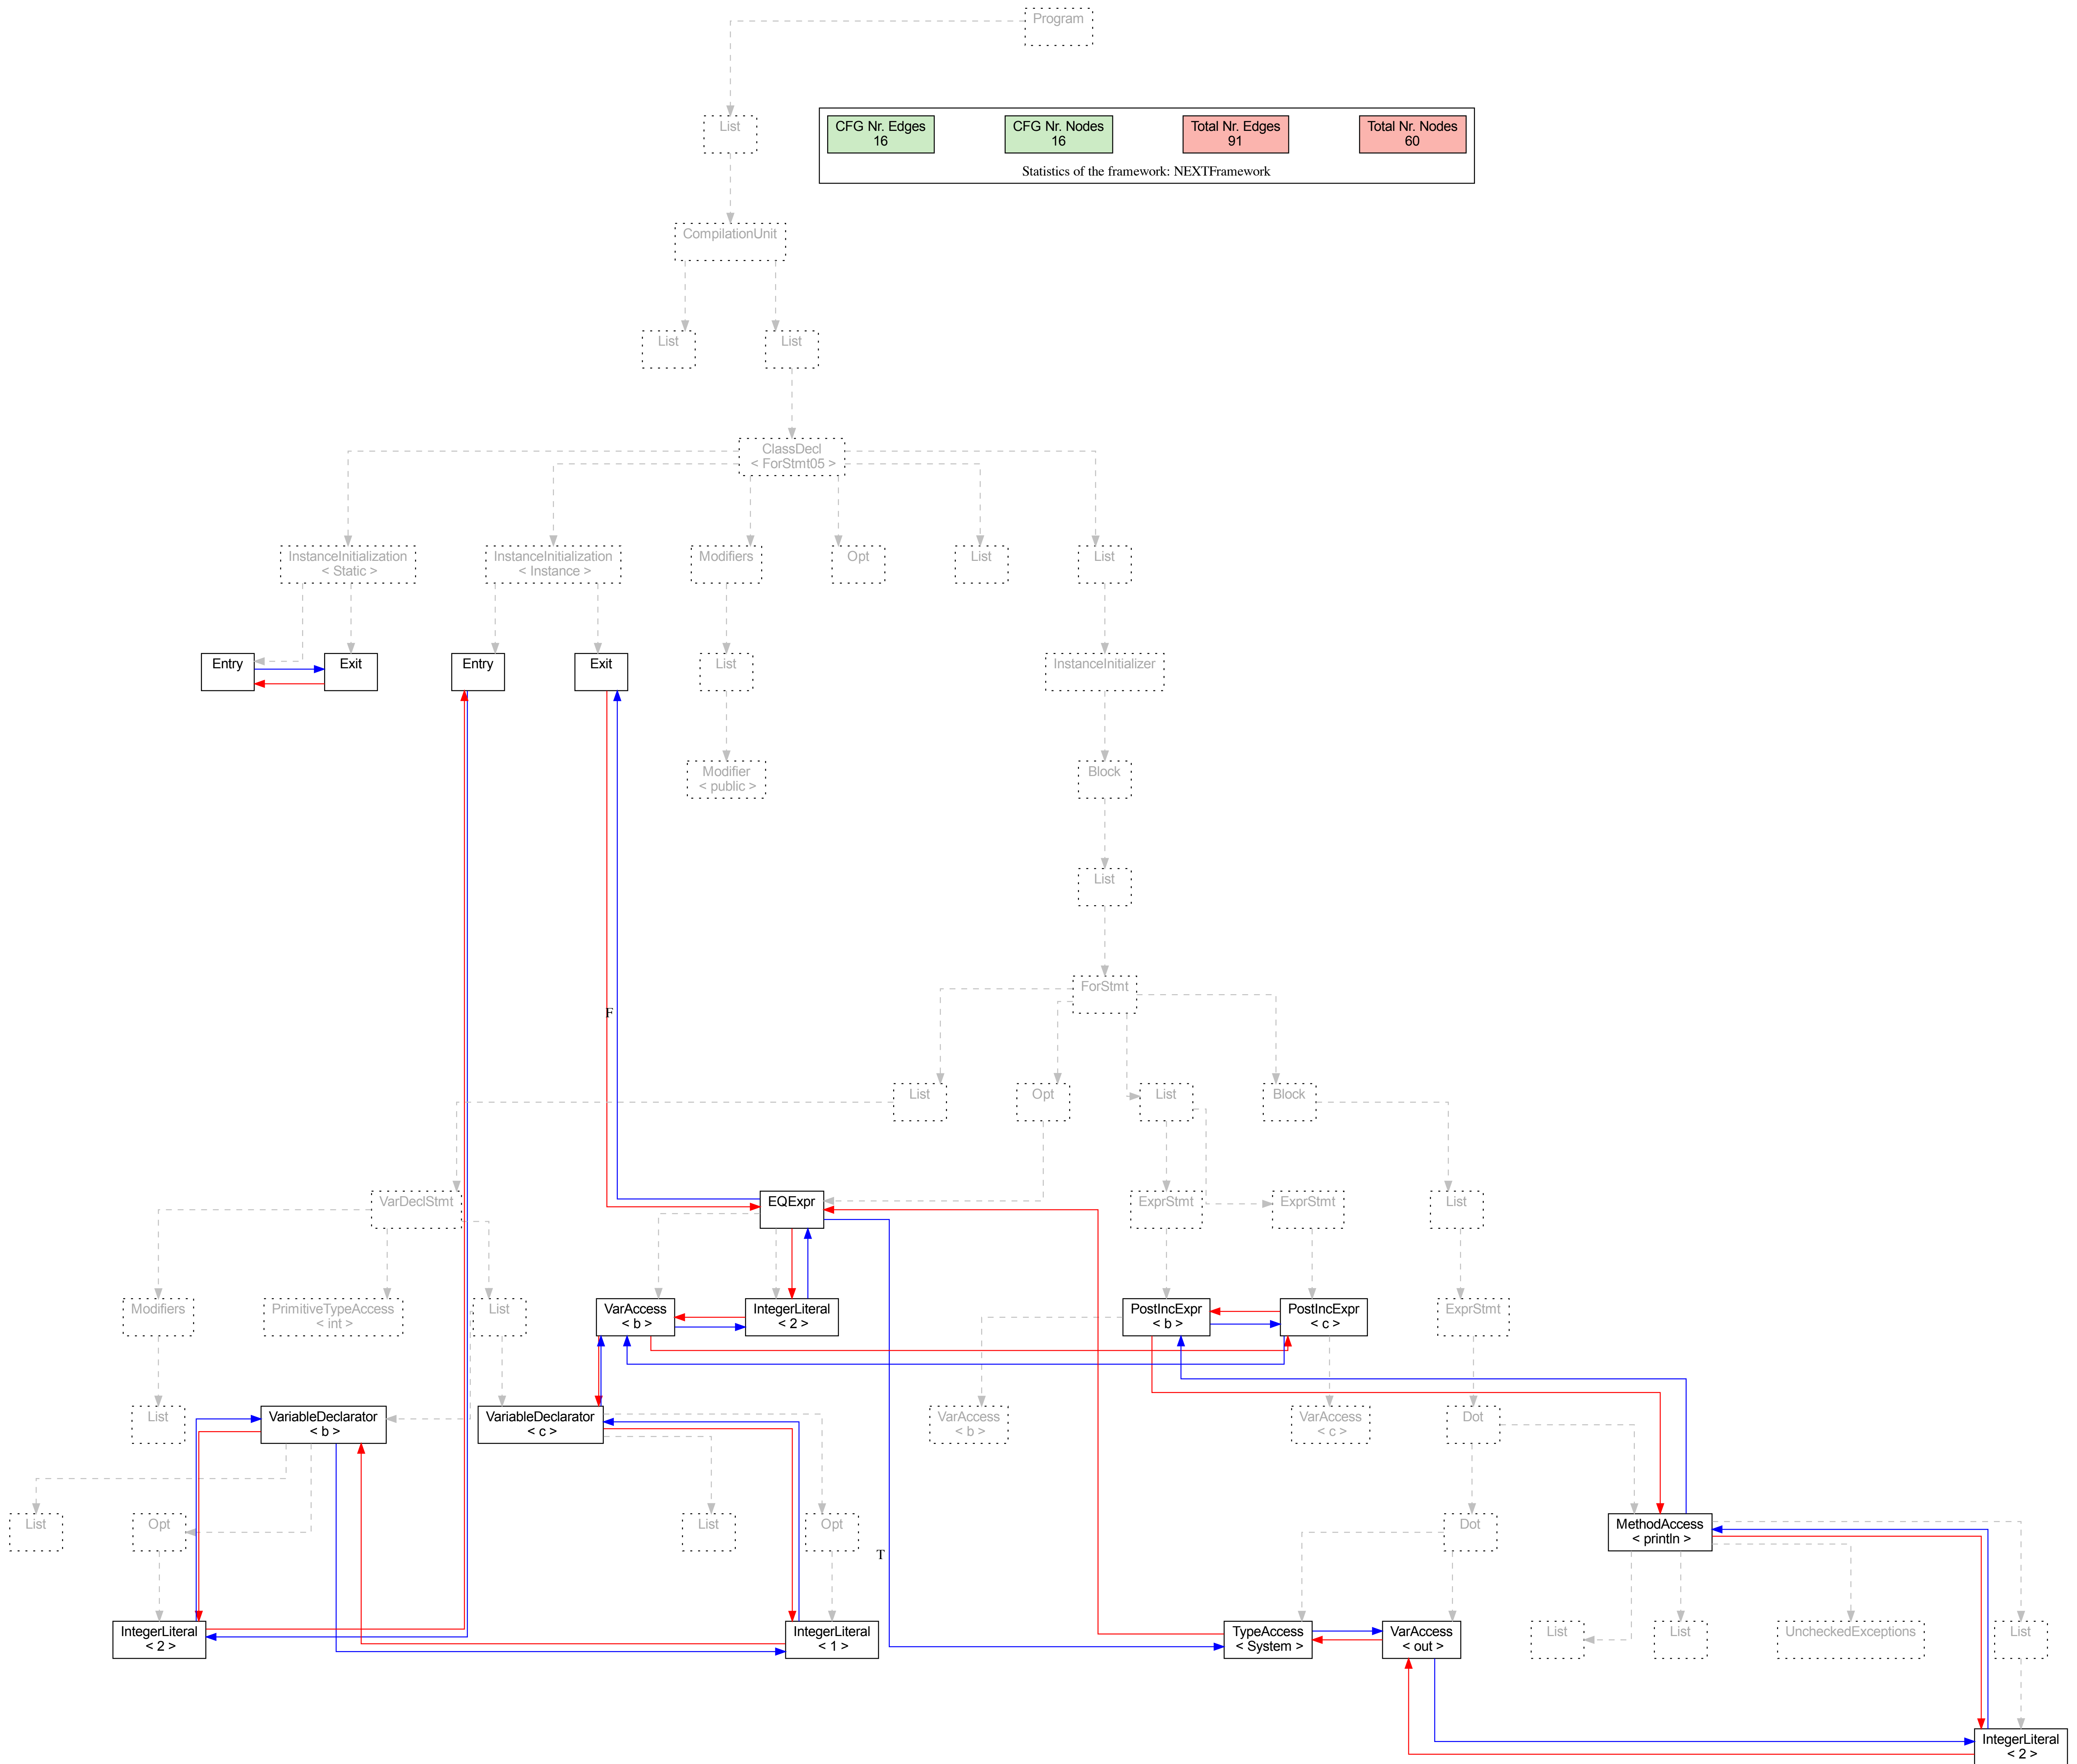 Program
List
CFG Nr. Edges
16
CFG Nr. Nodes
16
Total Nr. Edges
91
Total Nr. Nodes
60
Statistics of the framework: NEXTFramework
CompilationUnit
List
List
ClassDecl
< ForStmt05 >
InstanceInitialization
< Static >
InstanceInitialization
< Instance >
Modifiers
Opt
List
List
Entry
Exit
Entry
Exit
List
InstanceInitializer
Modifier
< public >
Block
List
ForStmt
F
List
Opt
List
Block
VarDeclStmt
EQExpr
ExprStmt
ExprStmt
List
Modifiers
PrimitiveTypeAccess
< int >
List
VarAccess
< b >
IntegerLiteral
< 2 >
PostIncExpr
< b >
PostIncExpr
< c >
ExprStmt
List
VariableDeclarator
< b >
VariableDeclarator
< c >
VarAccess
< b >
VarAccess
< c >
Dot
List
Opt
List
Opt
T
Dot
MethodAccess
< println >
IntegerLiteral
< 2 >
IntegerLiteral
< 1 >
TypeAccess
< System >
VarAccess
< out >
List
List
UncheckedExceptions
List
IntegerLiteral
< 2 >